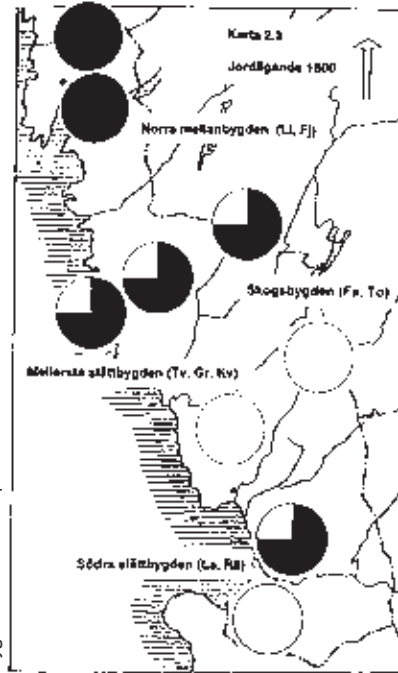 Karta 2.3
Jordägande 1600
Norra mellanbygden (Li, Fj)
Skogsbygden (Fa, To)
Mellersta slättbygden (Tv, Gr, Kv)
Södra slättbygden (La, Rä)